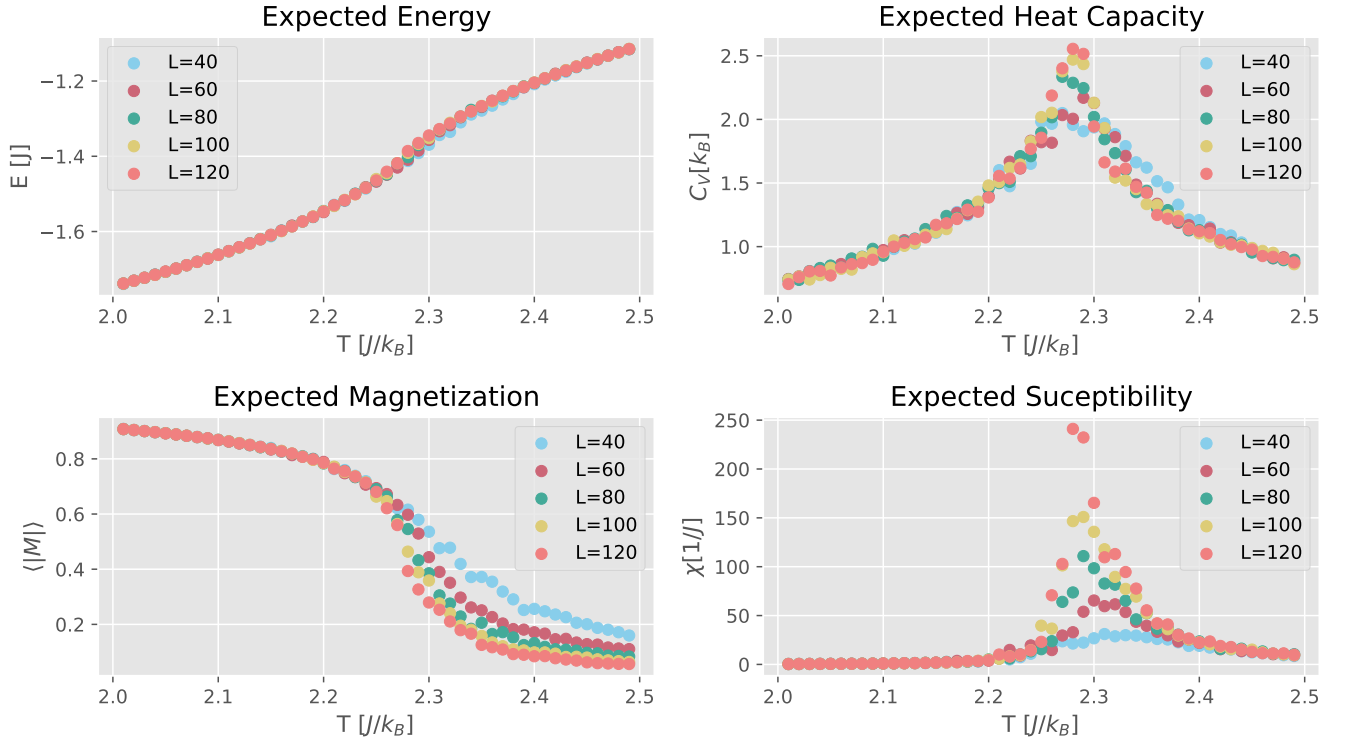 Expected Energy
E [J]
−1.2
−1.4
−1.6
L=40
L=60
L=80
L=100
L=120
2.0 2.1 2.2 2.3 2.4 2.5
T [J/k_B]
Expected Heat Capacity
C_V[k_B]
2.5
2.0
1.5
1.0
L=40
L=60
L=80
L=100
L=120
2.0 2.1 2.2 2.3 2.4 2.5
T [J/k_B]
Expected Magnetization
⟨|M|⟩
0.8
0.6
0.4
0.2
L=40
L=60
L=80
L=100
L=120
2.0 2.1 2.2 2.3 2.4 2.5
T [J/k_B]
Expected Suceptibility
χ[1/J]
250
200
150
100
50
0
L=40
L=60
L=80
L=100
L=120
2.0 2.1 2.2 2.3 2.4 2.5
T [J/k_B]